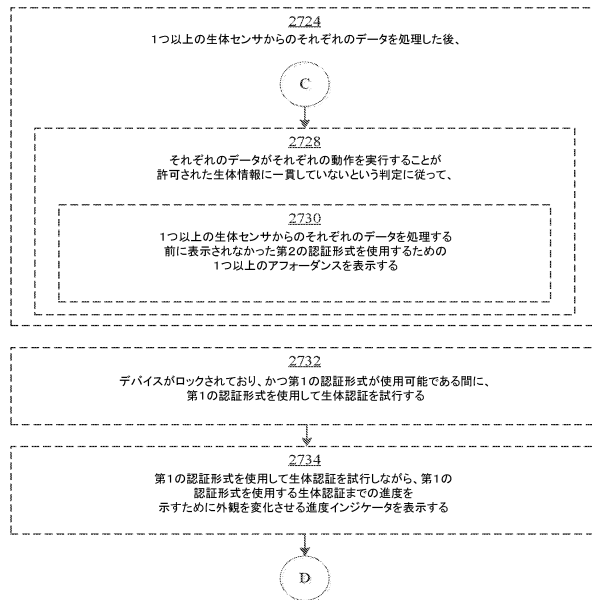 2724
1つ以上の生体センサからのそれぞれのデータを処理した後、
C
2728
それぞれのデータがそれぞれの動作を実行することが
許可された生体情報に一貫していないという判定に従って、
2730
1つ以上の生体センサからのそれぞれのデータを処理する
前に表示されなかった第2の認証形式を使用するための
1つ以上のアフォーダンスを表示する
2732
デバイスがロックされており、かつ第1の認証形式が使用可能である間に、
第1の認証形式を使用して生体認証を試行する
2734
第1の認証形式を使用して生体認証を試行しながら、第1の
認証形式を使用する生体認証までの進度を
示すために外観を変化させる進度インジケータを表示する
D